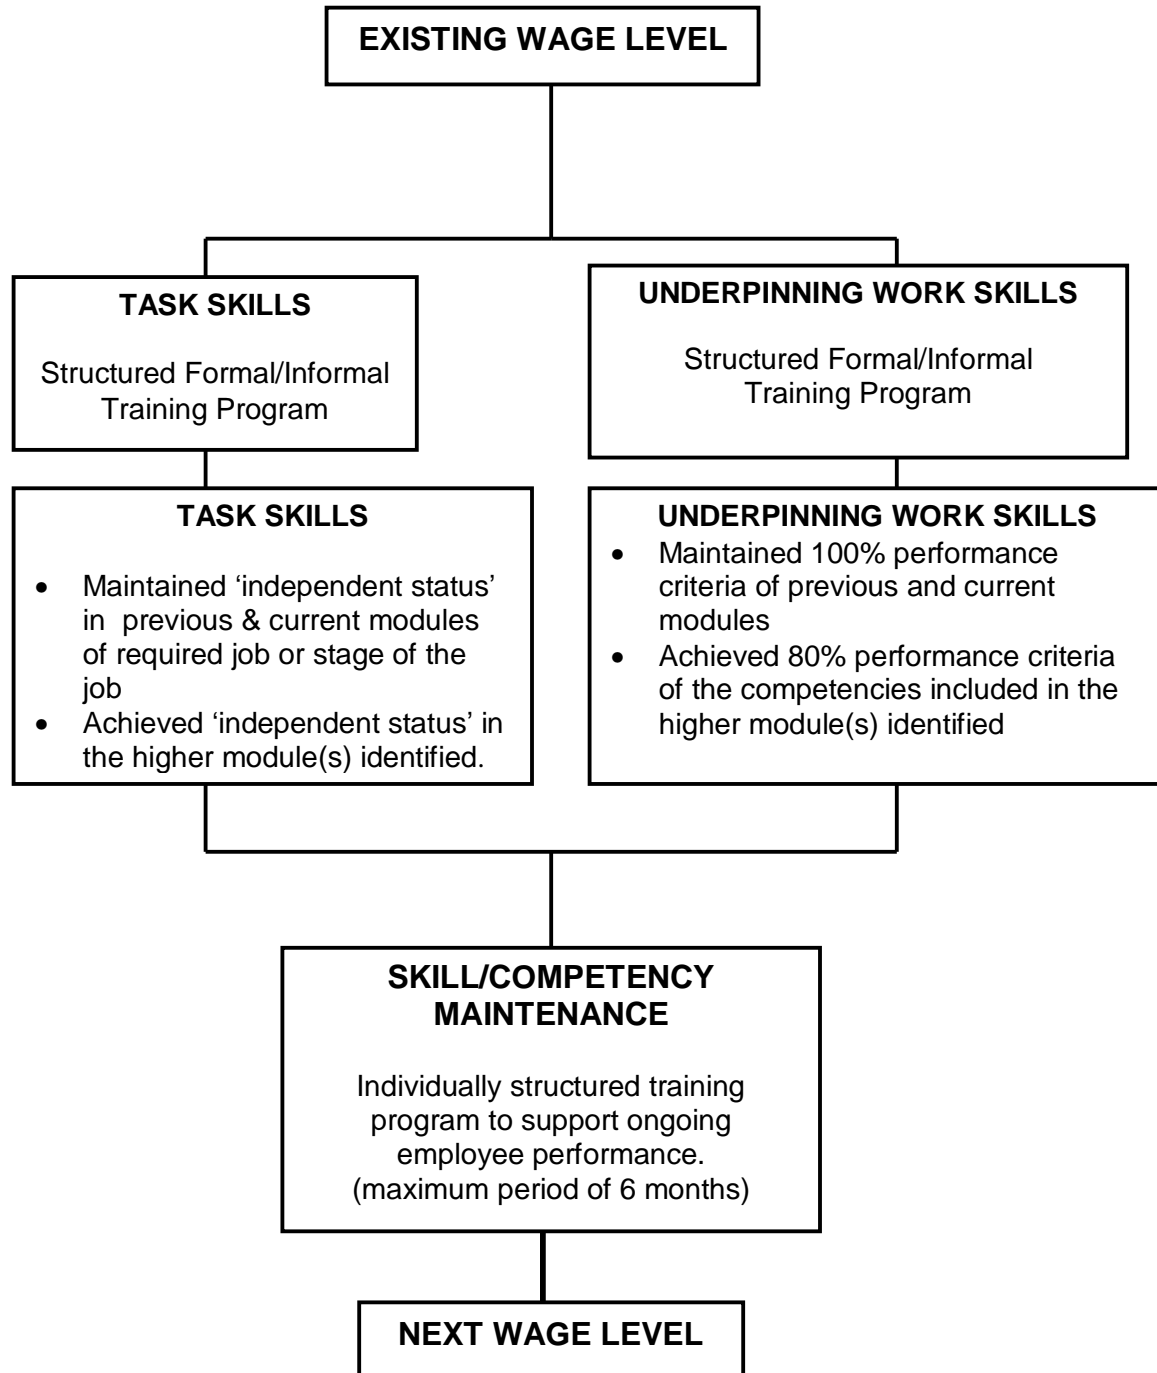 EXISTING WAGE LEVEL
TASK SKILLS
Structured Formal/Informal
Training Program
UNDERPINNING WORK SKILLS
Structured Formal/Informal
Training Program
TASK SKILLS
• Maintained ‘independent status’
in previous & current modules
of required job or stage of the
job
• Achieved ‘independent status’ in
the higher module(s) identified.
UNDERPINNING WORK SKILLS
• Maintained 100% performance
criteria of previous and current
modules
• Achieved 80% performance criteria
of the competencies included in the
higher module(s) identified
SKILL/COMPETENCY
MAINTENANCE
Individually structured training
program to support ongoing
employee performance.
(maximum period of 6 months)
NEXT WAGE LEVEL